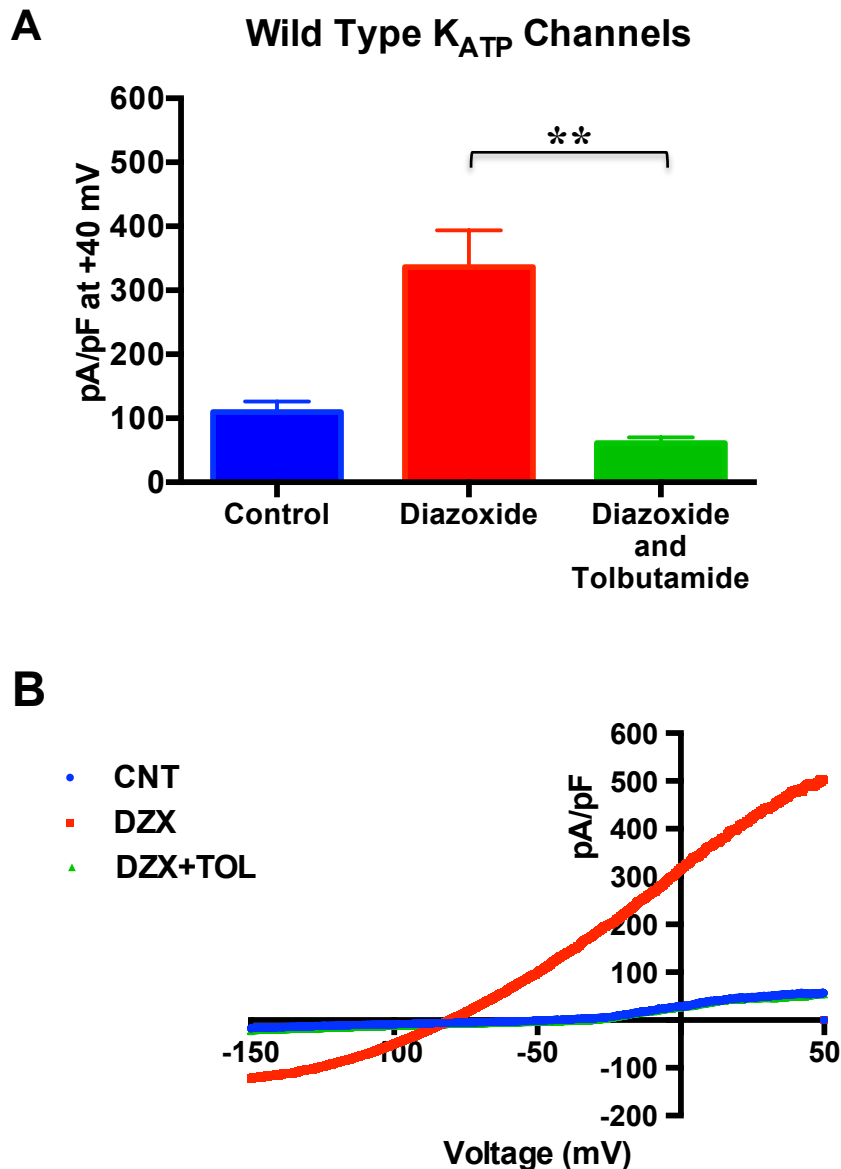 A
Wild Type KATP Channels
pA/pF at +40 mV
600
500
400
300
200
100
0
**
Control
Diazoxide
Diazoxide
and
Tolbutamide
B
CNT
DZX
DZX+TOL
pA/pF
600
500
400
300
200
100
-150
-100
-50
50
-100
-200
Voltage (mV)